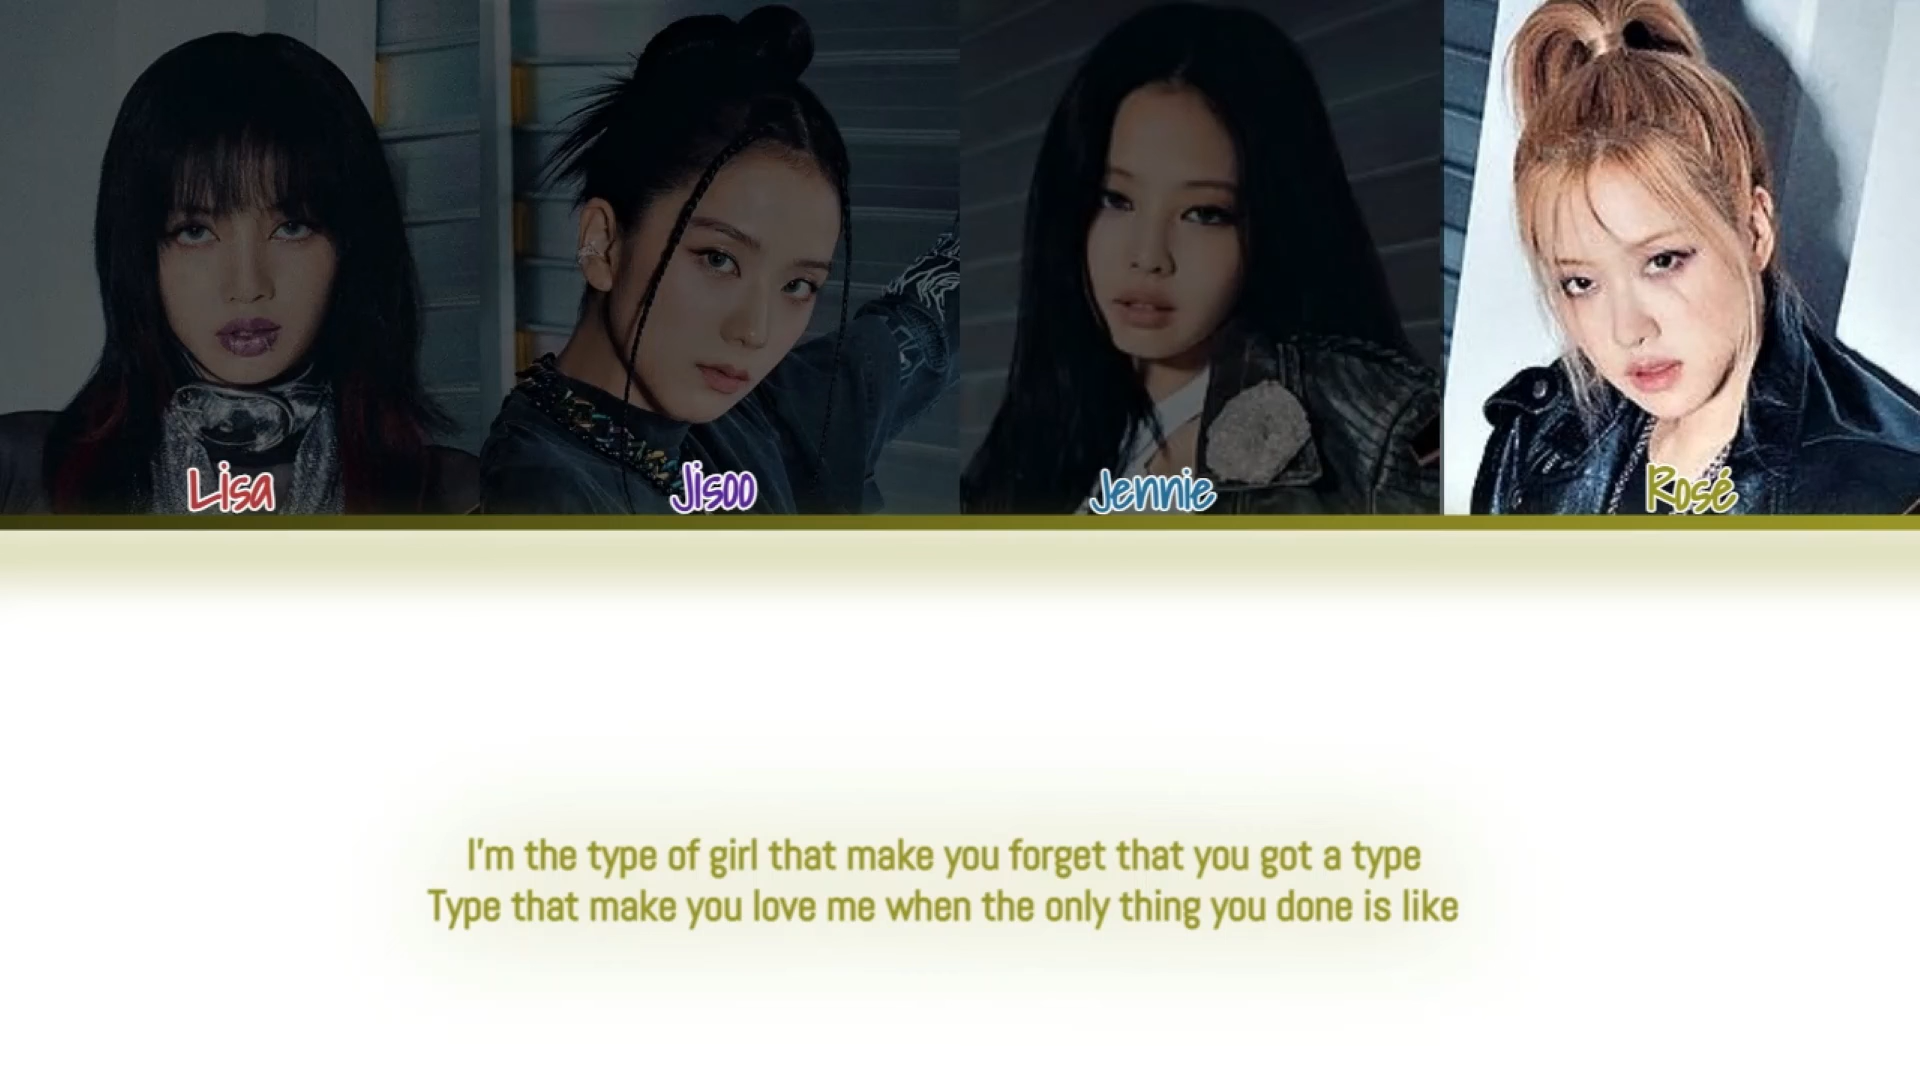 Lisa
Jisoo
Jennie
Rosé
I'm the type of girl that make you forget that you got a type
Type that make you love me when the only thing you done is like